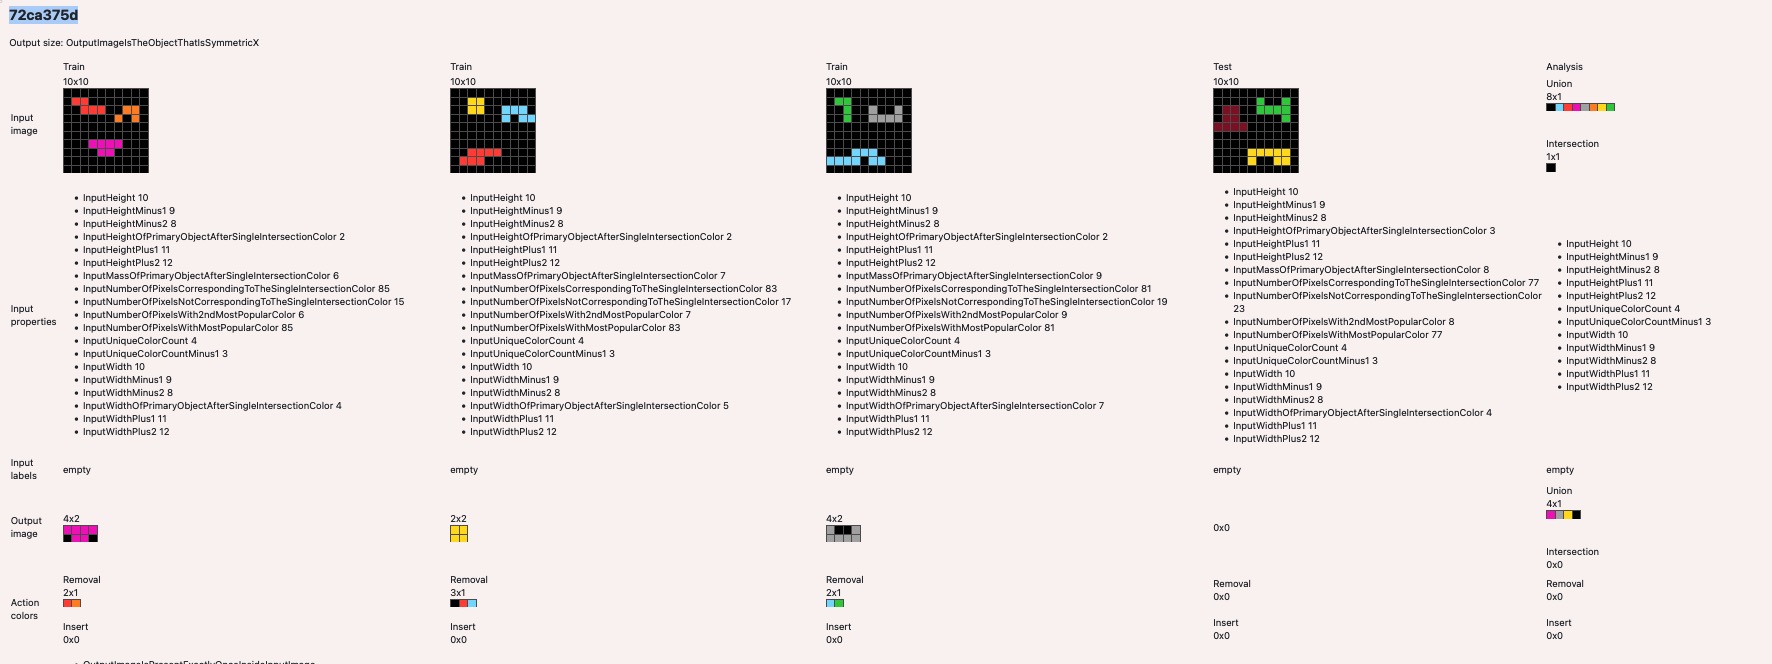 72ca375d
Output size: OutputImageIsTheObjectThatIsSymmetricX
Train
10x10
Train
10x10
Train
10x10
Test
10x10
Analysis
Union
8x1
Intersection
1x1
Input
image
Input
properties
• InputHeight 10
• InputHeightMinus1 9
• InputHeightMinus2 8
• InputHeightOfPrimaryObjectAfterSingleIntersectionColor 2
• InputHeightPlus1 11
• InputHeightPlus2 12
• InputMassOfPrimaryObjectAfterSingleIntersectionColor 6
• InputNumberOfPixelsCorrespondingToTheSingleIntersectionColor 85
• InputNumberOfPixelsNotCorrespondingToTheSingleIntersectionColor 15
• InputNumberOfPixelsWith2ndMostPopularColor 6
• InputNumberOfPixelsWithMostPopularColor 85
• InputUniqueColorCount 4
• InputUniqueColorCountMinus1 3
• InputWidth 10
• InputWidthMinus1 9
• InputWidthMinus2 8
• InputWidthOfPrimaryObjectAfterSingleIntersectionColor 4
• InputWidthPlus1 11
• InputWidthPlus2 12
• InputHeight 10
• InputHeightMinus1 9
• InputHeightMinus2 8
• InputHeightOfPrimaryObjectAfterSingleIntersectionColor 2
• InputHeightPlus1 11
• InputHeightPlus2 12
• InputMassOfPrimaryObjectAfterSingleIntersectionColor 7
• InputNumberOfPixelsCorrespondingToTheSingleIntersectionColor 83
• InputNumberOfPixelsNotCorrespondingToTheSingleIntersectionColor 17
• InputNumberOfPixelsWith2ndMostPopularColor 7
• InputNumberOfPixelsWithMostPopularColor 83
• InputUniqueColorCount 4
• InputUniqueColorCountMinus1 3
• InputWidth 10
• InputWidthMinus1 9
• InputWidthMinus2 8
• InputWidthOfPrimaryObjectAfterSingleIntersectionColor 5
• InputWidthPlus1 11
• InputWidthPlus2 12
• InputHeight 10
• InputHeightMinus1 9
• InputHeightMinus2 8
• InputHeightOfPrimaryObjectAfterSingleIntersectionColor 2
• InputHeightPlus1 11
• InputHeightPlus2 12
• InputMassOfPrimaryObjectAfterSingleIntersectionColor 9
• InputNumberOfPixelsCorrespondingToTheSingleIntersectionColor 81
• InputNumberOfPixelsNotCorrespondingToTheSingleIntersectionColor 19
• InputNumberOfPixelsWith2ndMostPopularColor 9
• InputNumberOfPixelsWithMostPopularColor 81
• InputUniqueColorCount 4
• InputUniqueColorCountMinus1 3
• InputWidth 10
• InputWidthMinus1 9
• InputWidthMinus2 8
• InputWidthOfPrimaryObjectAfterSingleIntersectionColor 7
• InputWidthPlus1 11
• InputWidthPlus2 12
• InputHeight 10
• InputHeightMinus1 9
• InputHeightMinus2 8
• InputHeightOfPrimaryObjectAfterSingleIntersectionColor 3
• InputHeightPlus1 11
• InputHeightPlus2 12
• InputMassOfPrimaryObjectAfterSingleIntersectionColor 8
• InputNumberOfPixelsCorrespondingToTheSingleIntersectionColor 77
• InputNumberOfPixelsNotCorrespondingToTheSingleIntersectionColor
23
• InputNumberOfPixelsWith2ndMostPopularColor 8
• InputNumberOfPixelsWithMostPopularColor 77
• InputUniqueColorCount 4
• InputUniqueColorCountMinus1 3
• InputWidth 10
• InputWidthMinus1 9
• InputWidthMinus2 8
• InputWidthOfPrimaryObjectAfterSingleIntersectionColor 4
• InputWidthPlus1 11
• InputWidthPlus2 12
• InputHeight 10
• InputHeightMinus1 9
• InputHeightMinus2 8
• InputHeightPlus1 11
• InputHeightPlus2 12
• InputUniqueColorCount 4
• InputUniqueColorCountMinus1 3
• InputWidth 10
• InputWidthMinus1 9
• InputWidthMinus2 8
• InputWidthPlus1 11
• InputWidthPlus2 12
Input
labels
empty
empty
empty
empty
empty
Output
image
4x2
2x2
4x2
0x0
Union
4x1
Intersection
0x0
Action
colors
Removal
2x1
Insert
0x0
Removal
3x1
Insert
0x0
Removal
2x1
Insert
0x0
Removal
0x0
Insert
0x0
Removal
0x0
Insert
0x0
• OutputImageIsPresentExactlyOnceInsideInputImage